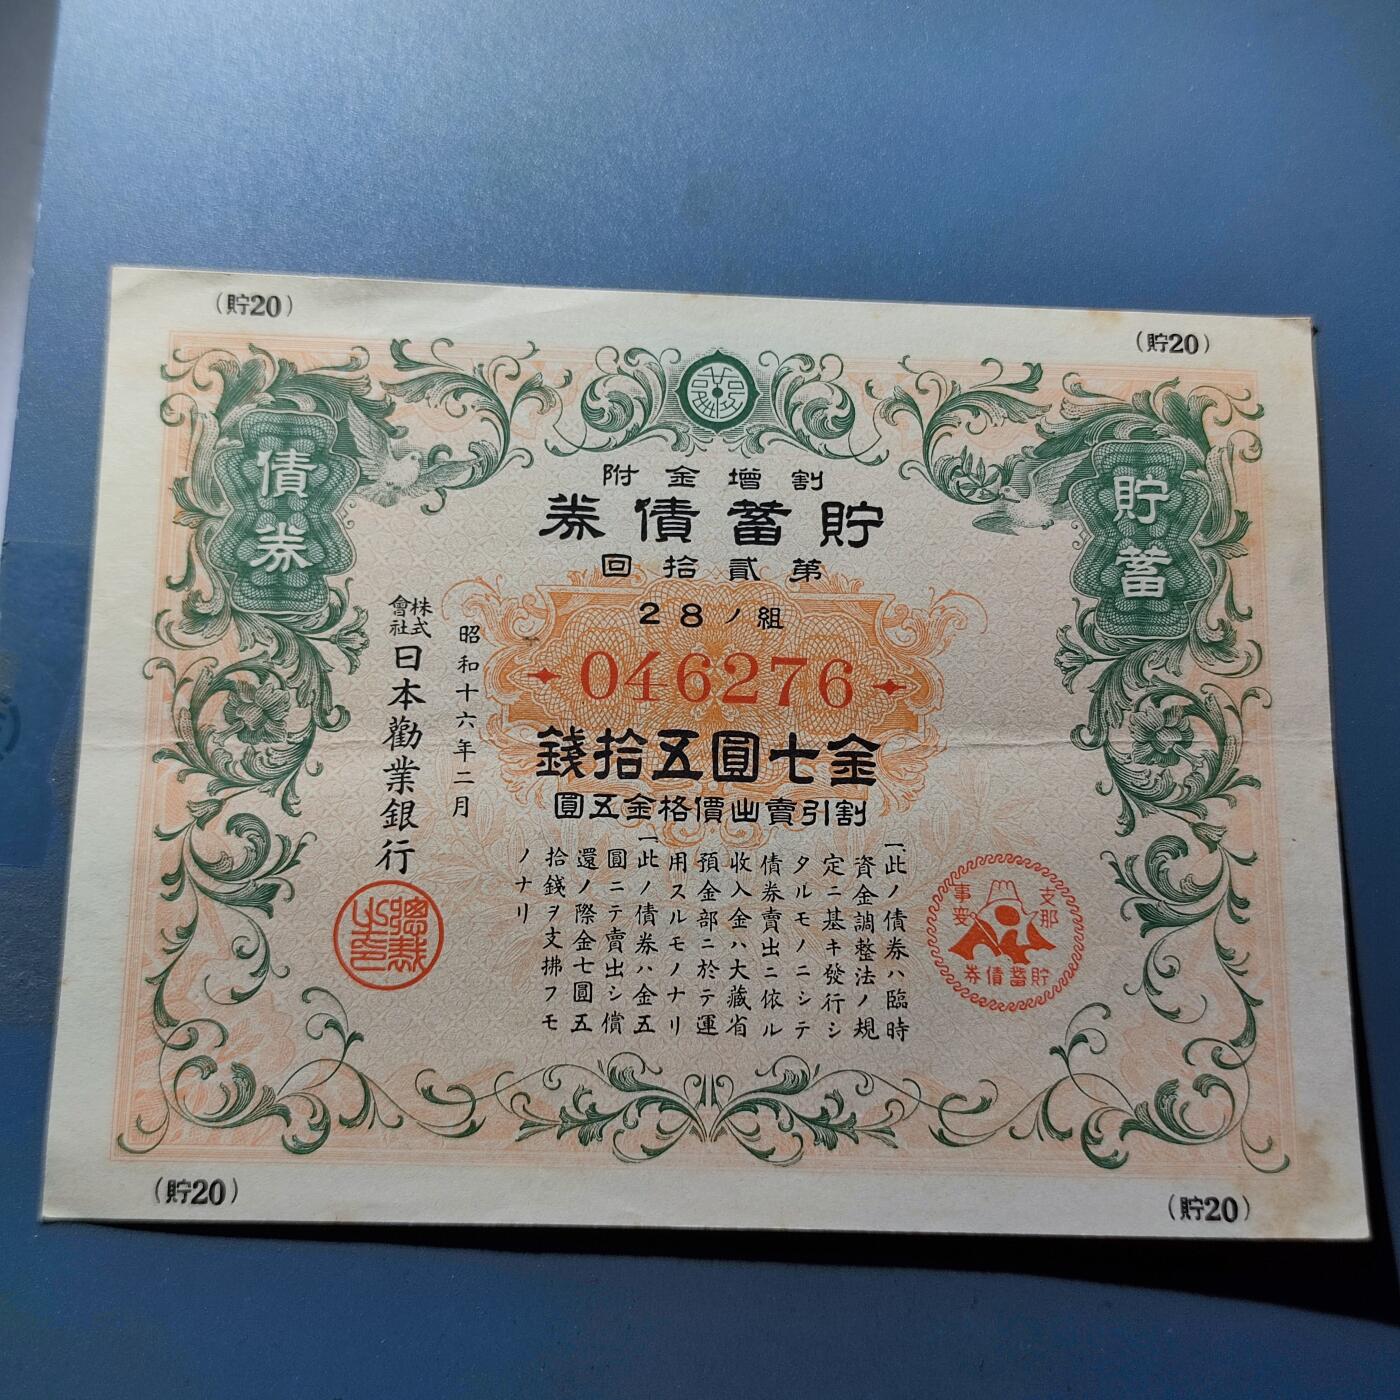 (貯20)
(貯20)
貯蓄
債券
割增金附
貯蓄債券
第貳拾回
28ノ組
046276
金七圓五拾錢
割引賣出價格金五圓
一此ノ債券ハ臨時
資金調整法ノ規
定ニ基キ發行シ
タルモノニシテ
債券賣出ニ依ル
收入金ハ大藏省
預金部ニ於テ運
用スルモノナリ
一此ノ債券ハ金五
圓ニテ賣出シ償
還ノ際金七圓五
拾錢ヲ支拂フモ
ノナリ
昭和十六年二月
株式會社日本勸業銀行
總裁之印
支那
事變
貯蓄債券
(貯20)
(貯20)